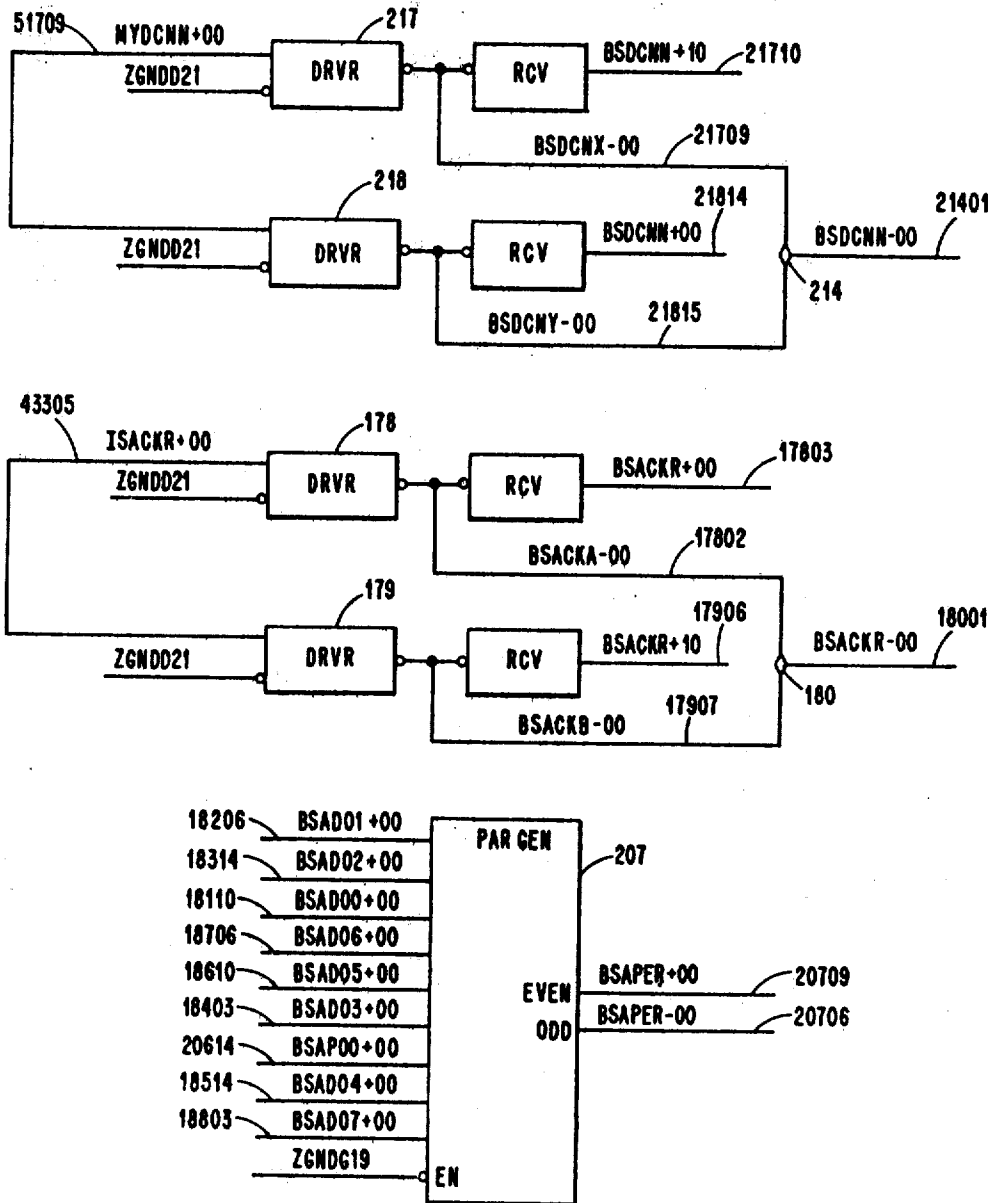 51709
MYDCNN+00
217
ZGNDD21
DRVR
RCV
BSDCNN+10
21710
BSDCNX-00
21709
218
ZGNDD21
DRVR
RCV
BSDCNN+00
21814
BSDCNN-00
21401
214
BSDCNY-00
21815
43305
ISACKR+00
178
ZGNDD21
DRVR
RCV
BSACKR+00
17803
BSACKA-00
17802
179
ZGNDD21
DRVR
RCV
BSACKR+10
17906
BSACKR-00
18001
180
BSACKB-00
17907
18206 BSAD01+00
PAR GEN
207
18314 BSAD02+00
18110 BSAD00+00
18706 BSAD06+00
18610 BSAD05+00
18403 BSAD03+00
20614 BSAP00+00
18514 BSAD04+00
18803 BSAD07+00
ZGNDG19
EN
EVEN BSAPER+00 20709
ODD BSAPER-00 20706